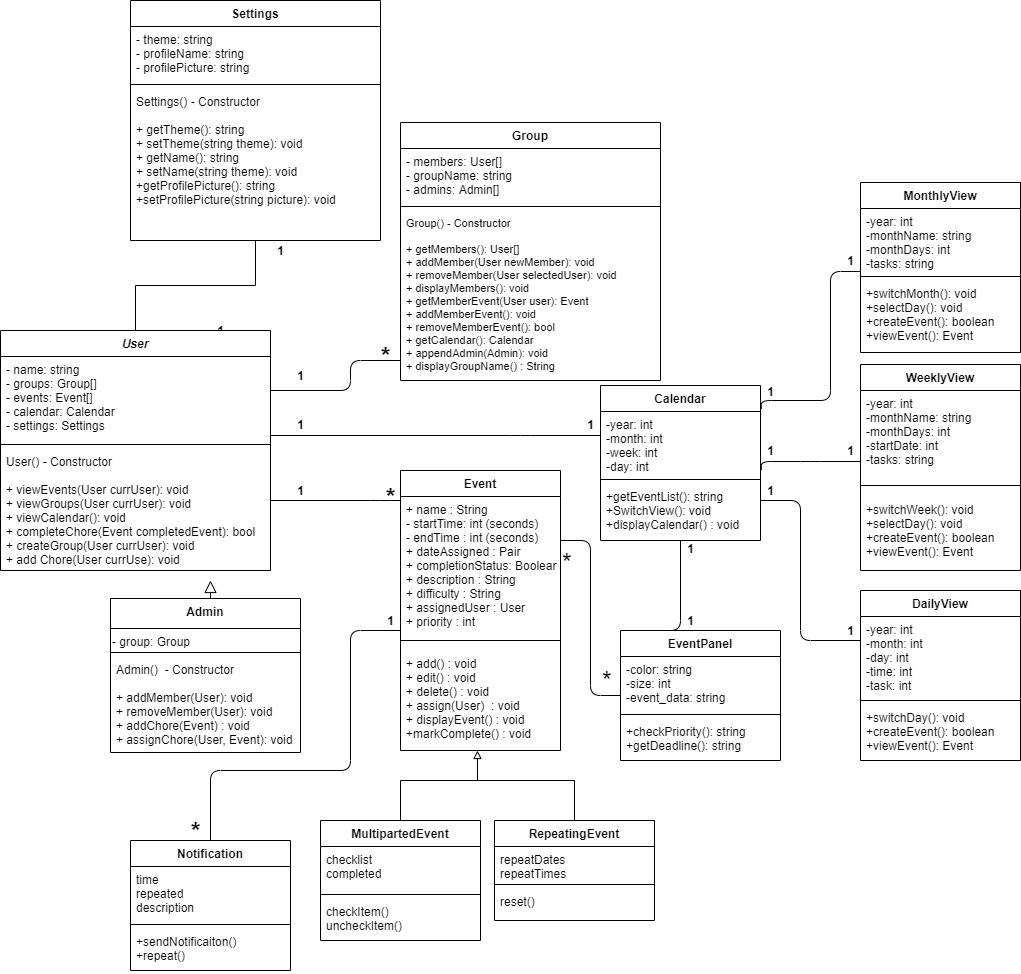 Settings
- theme: string
- profileName: string
- profilePicture: string
Settings() - Constructor
+ getTheme(): string
+ setTheme(string theme): void
+ getName(): string
+ setName(string theme): void
+getProfilePicture(): string
+setProfilePicture(string picture): void
1
Group
- members: User[]
- groupName: string
- admins: Admin[]
Group() - Constructor
+ getMembers(): User[]
+ addMember(User newMember): void
+ removeMember(User selectedUser): void
+ displayMembers(): void
+ getMemberEvent(User user): Event
+ addMemberEvent(): void
+ removeMemberEvent(): bool
+ getCalendar(): Calendar
+ appendAdmin(Admin): void
+ displayGroupName() : String
User
- name: string
- groups: Group[]
- events: Event[]
- calendar: Calendar
- settings: Settings
User() - Constructor
+ viewEvents(User currUser): void
+ viewGroups(User currUser): void
+ viewCalendar(): void
+ completeChore(Event completedEvent): bool
+ createGroup(User currUser): void
+ add Chore(User currUse): void
1
*
1
1
1
*
Admin
- group: Group
Admin() - Constructor
+ addMember(User): void
+ removeMember(User): void
+ addChore(Event) : void
+ assignChore(User, Event): void
Event
+ name : String
- startTime: int (seconds)
- endTime : int (seconds)
+ dateAssigned : Pair
+ completionStatus: Boolear
+ description : String
+ difficulty : String
+ assignedUser : User
+ priority : int
+ add() : void
+ edit() : void
+ delete() : void
+ assign(User) : void
+ displayEvent() : void
+markComplete() : void
1
*
*
*
Calendar
-year: int
-month: int
-week: int
-day: int
+getEventList(): string
+SwitchView(): void
+displayCalendar() : void
1
1
1
1
1
1
1
1
EventPanel
-color: string
-size: int
-event_data: string
+checkPriority(): string
+getDeadline(): string
MonthlyView
-year: int
-monthName: string
-monthDays: int
-tasks: string
+switchMonth(): void
+selectDay(): void
+createEvent(): boolean
+viewEvent(): Event
WeeklyView
-year: int
-monthName: string
-monthDays: int
-startDate: int
-tasks: string
+switchWeek(): void
+selectDay(): void
+createEvent(): boolean
+viewEvent(): Event
DailyView
-year: int
-month: int
-day: int
-time: int
-task: int
+switchDay(): void
+createEvent(): boolean
+viewEvent(): Event
Notification
time
repeated
description
+sendNotificaiton()
+repeat()
MultipartedEvent
checklist
completed
checkItem()
uncheckItem()
RepeatingEvent
repeatDates
repeatTimes
reset()